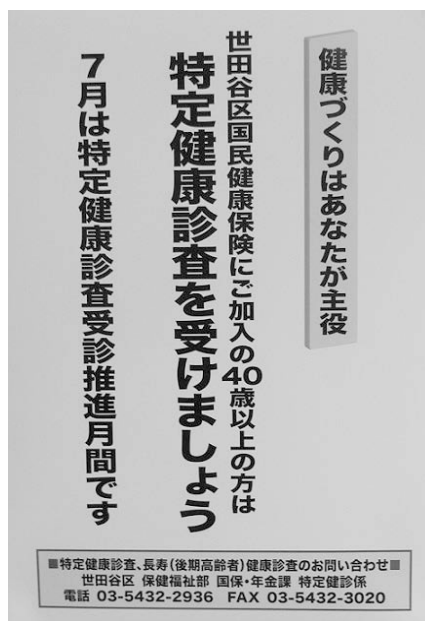 健康づくりはあなたが主役
世田谷区国民健康保険にご加入の40歳以上の方は
特定健康診査を受けましょう
7月は特定健康診査受診推進月間です
■特定健康診査、長寿(後期高齢者)健康診査のお問い合わせ■
世田谷区 保健福祉部 国保・年金課 特定健診係
電話 03-5432-2936 FAX 03-5432-3020